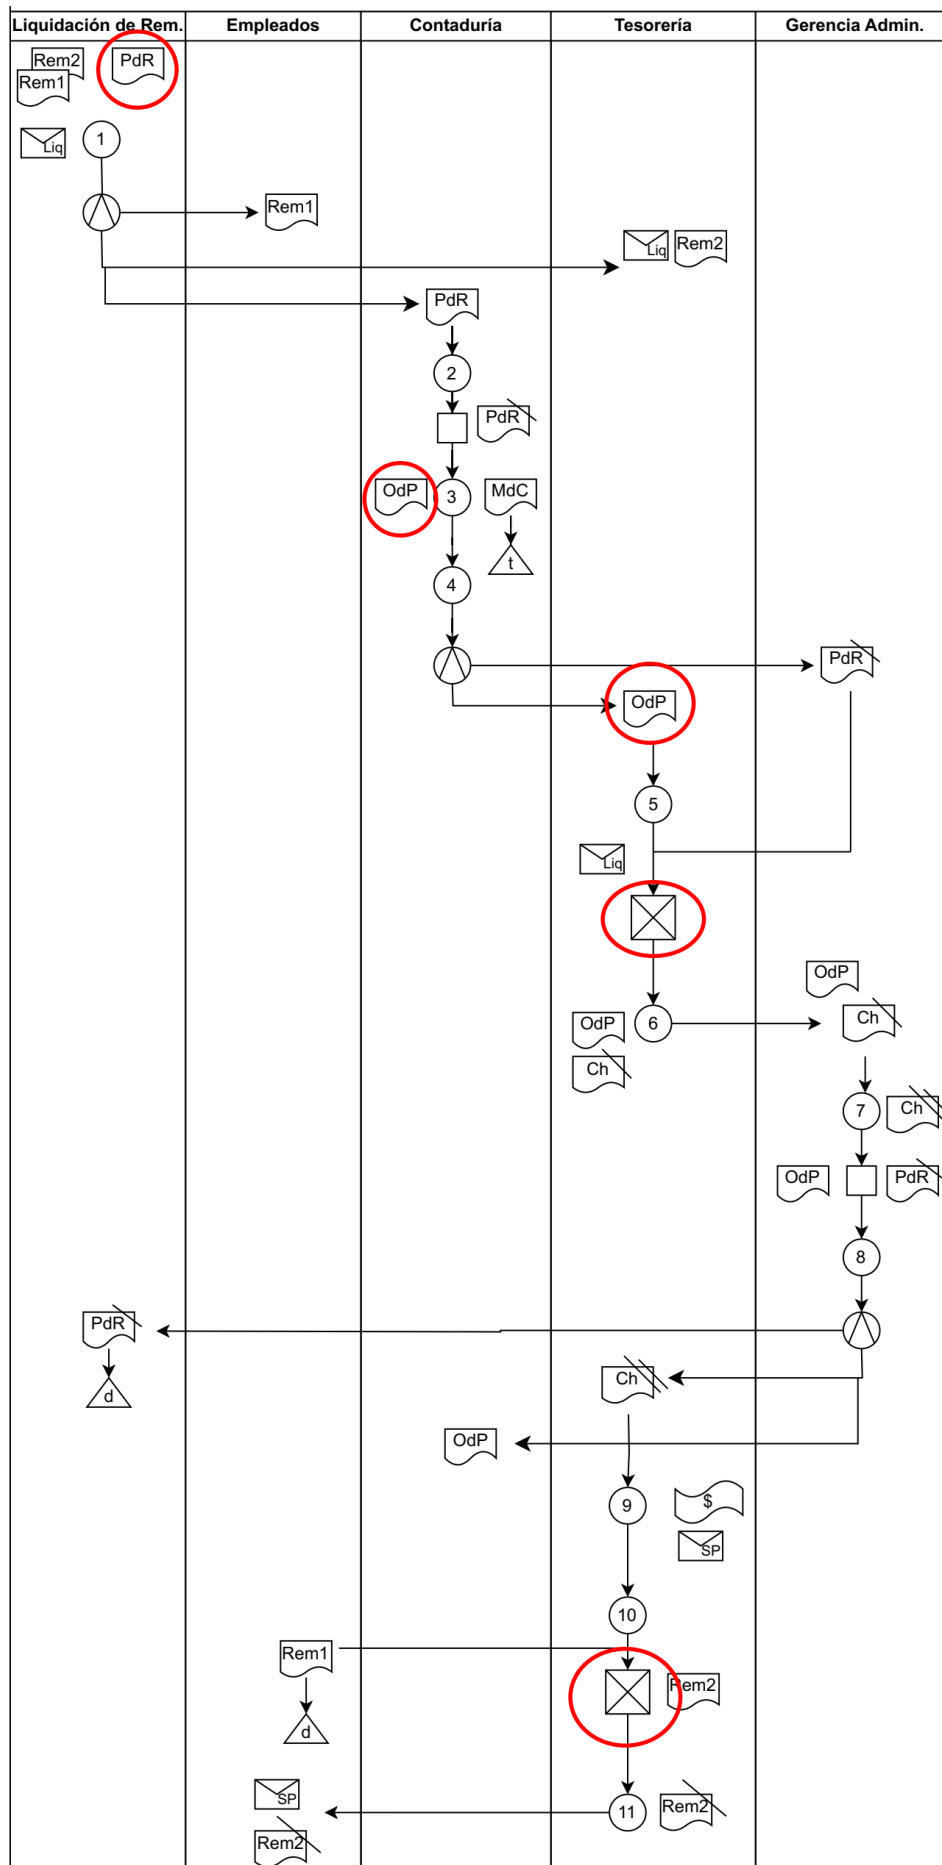 Liquidación de Rem. Empleados Contaduría Tesorería Gerencia Admin.
Rem2 PdR
Rem1
Liq 1
Rem1
Liq Rem2
PdR
2
PdR
OdP 3 MdC
t
4
PdR
OdP
5
Liq
OdP
OdP 6 Ch
Ch
7 Ch
OdP PdR
8
PdR
Ch
d
OdP
9 $
SP
10
Rem1
Rem2
d
SP
11 Rem2
Rem2